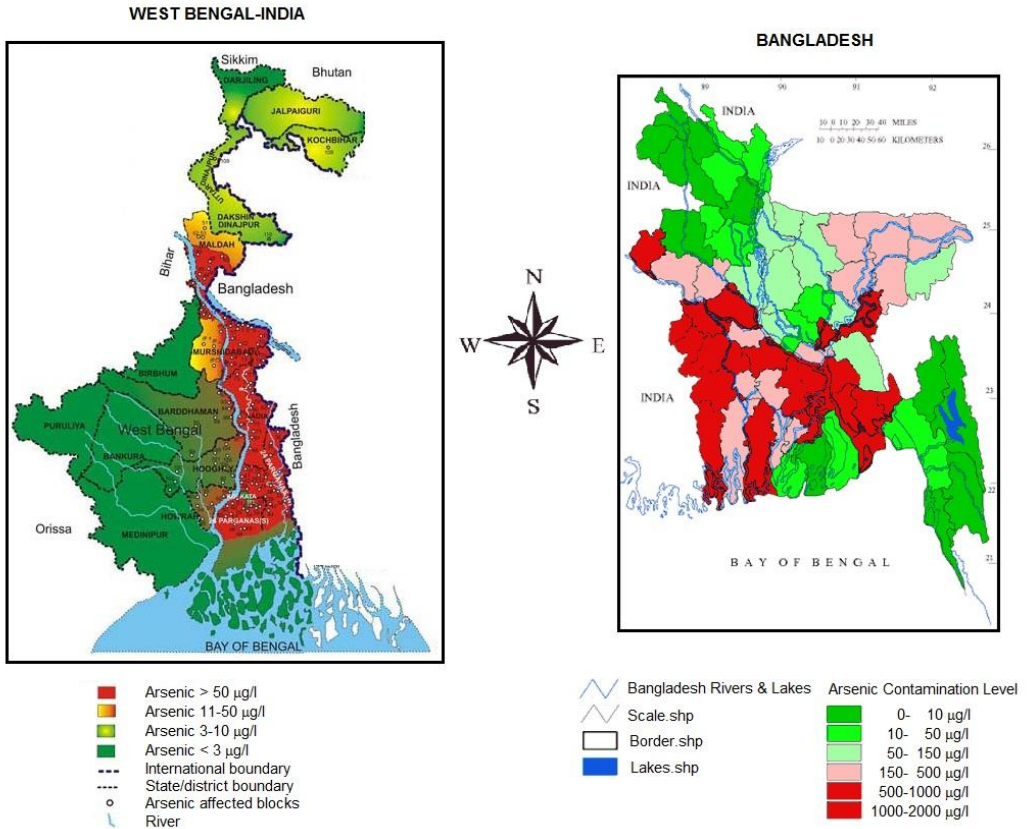 WEST BENGAL-INDIA
Sikkim
Bhutan
DARJILING
JALPAIGURI
KOCHBIHAR
UTTAR DINAJPUR
DAKSHIN
DINAJPUR
MALDAH
Bihar
Bangladesh
MURSHIDABAD
BIRBHUM
BARDDHAMAN
NADIA
PURULIYA
West Bengal
BANKURA
HOOGHLY
Bangladesh
KOLKATA
Orissa
PARGANAS(S)
MEDINIPUR
BAY OF BENGAL
Arsenic > 50 µg/l
Arsenic 11-50 µg/l
Arsenic 3-10 µg/l
Arsenic < 3 µg/l
International boundary
State/district boundary
Arsenic affected blocks
River
N
W E
S
BANGLADESH
89 90 91 92
INDIA
10 0 10 20 30 40 MILES
10 0 20 30 40 50 60 KILOMETERS
INDIA
INDIA
26
25
24
23
22
21
BAY OF BENGAL
Bangladesh Rivers & Lakes
Scale.shp
Border.shp
Lakes.shp
Arsenic Contamination Level
0- 10 µg/l
10- 50 µg/l
50- 150 µg/l
150- 500 µg/l
500-1000 µg/l
1000-2000 µg/l